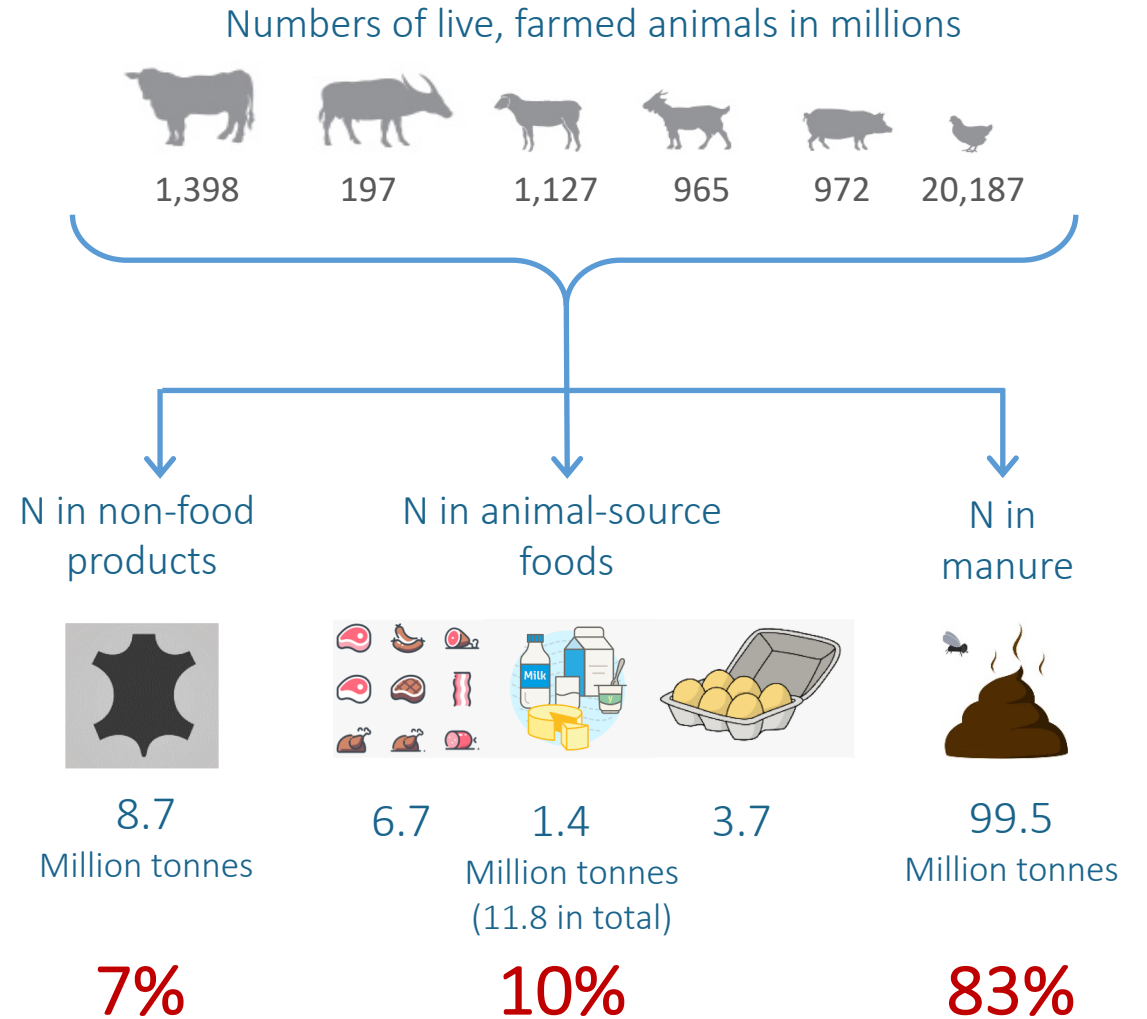 Numbers of live, farmed animals in millions
1,398 197 1,127 965 972 20,187
N in non-food
products
N in animal-source
foods
N in
manure
Milk
Y
8.7
Million tonnes
6.7 1.4 3.7
Million tonnes
(11.8 in total)
99.5
Million tonnes
7% 10% 83%